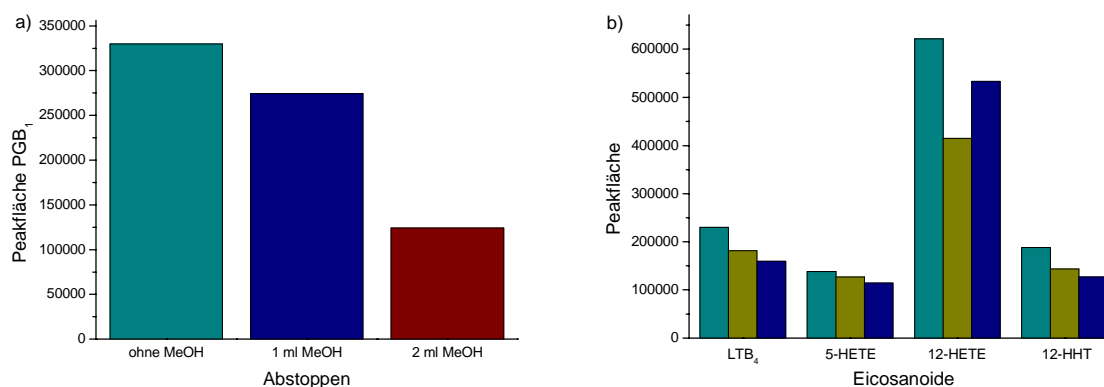 a)
350000
300000
250000
200000
150000
100000
50000
0
Peakfläche PGB₁
ohne MeOH 1 ml MeOH 2 ml MeOH
Abstoppen
b)
600000
500000
400000
300000
200000
100000
0
Peakfläche
LTB₄ 5-HETE 12-HETE 12-HHT
Eicosanoide